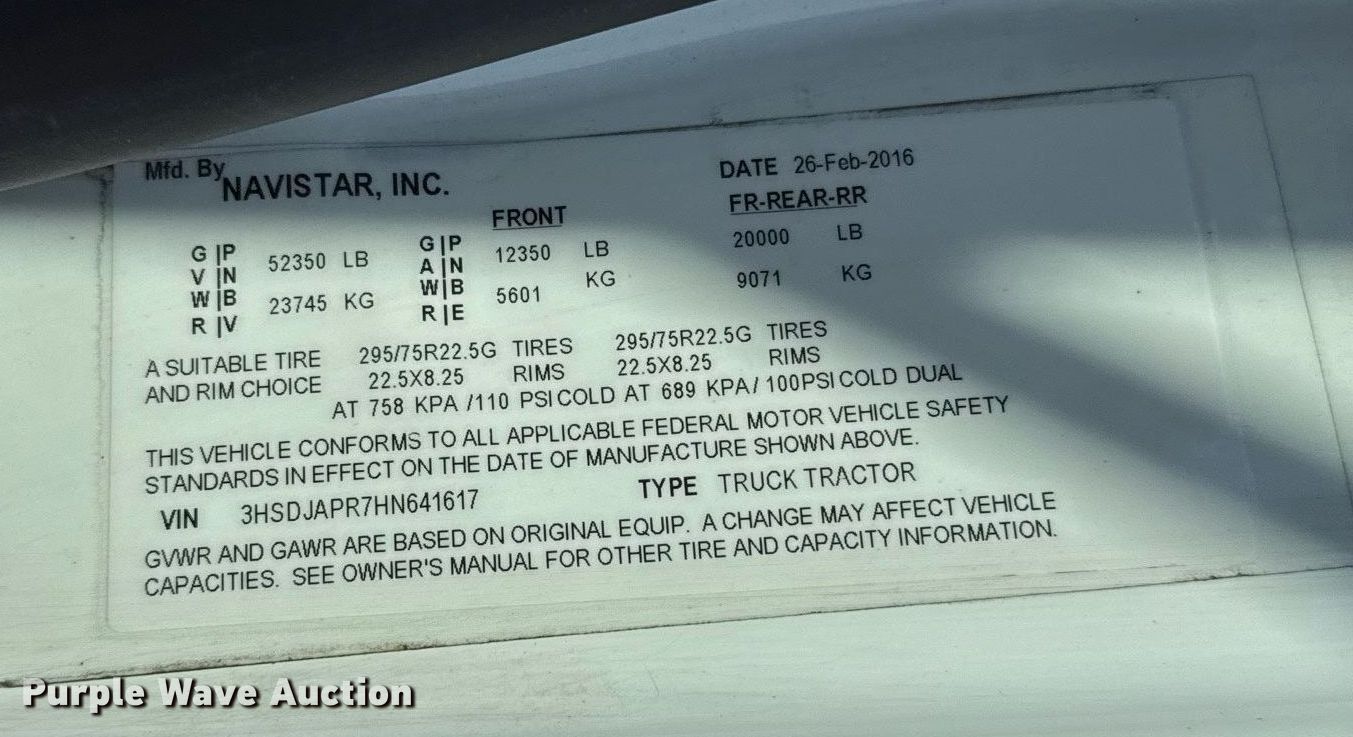 Mfd. By NAVISTAR, INC. DATE 26-Feb-2016
FRONT FR-REAR-RR
G|P 52350 LB G|P 12350 LB 20000 LB
V|N A|N
W|B 23745 KG W|B 5601 KG 9071 KG
R|V R|E
A SUITABLE TIRE 295/75R22.5G TIRES 295/75R22.5G TIRES
AND RIM CHOICE 22.5X8.25 RIMS 22.5X8.25 RIMS
AT 758 KPA /110 PSI COLD AT 689 KPA/ 100PSI COLD DUAL
THIS VEHICLE CONFORMS TO ALL APPLICABLE FEDERAL MOTOR VEHICLE SAFETY
STANDARDS IN EFFECT ON THE DATE OF MANUFACTURE SHOWN ABOVE.
VIN 3HSDJAPR7HN641617 TYPE TRUCK TRACTOR
GVWR AND GAWR ARE BASED ON ORIGINAL EQUIP. A CHANGE MAY AFFECT VEHICLE
CAPACITIES. SEE OWNER'S MANUAL FOR OTHER TIRE AND CAPACITY INFORMATION.
Purple Wave Auction